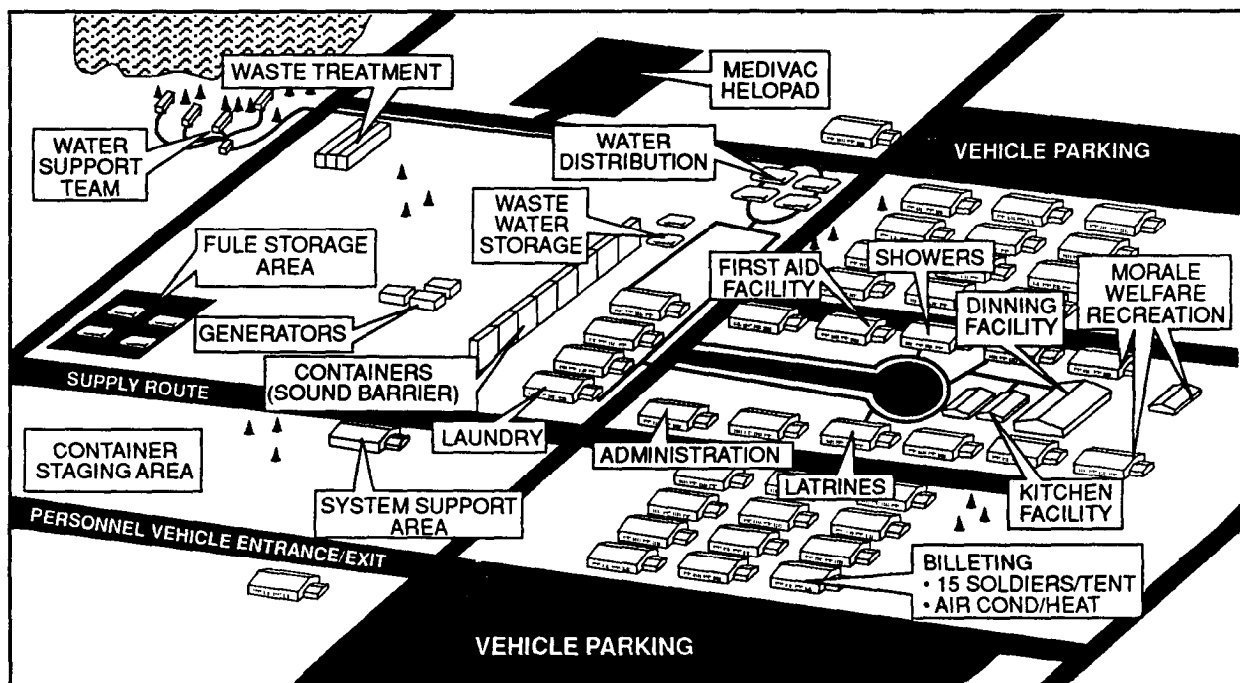 WASTE TREATMENT
MEDIVAC
HELOPAD
WATER
SUPPORT
TEAM
WATER
DISTRIBUTION
VEHICLE PARKING
WASTE
WATER
STORAGE
FULE STORAGE
AREA
FIRST AID
FACILITY
SHOWERS
MORALE
WELFARE
RECREATION
DINNING
FACILITY
GENERATORS
CONTAINERS
(SOUND BARRIER)
SUPPLY ROUTE
LAUNDRY
ADMINISTRATION
LATRINES
CONTAINER
STAGING AREA
SYSTEM SUPPORT
AREA
KITCHEN
FACILITY
PERSONNEL VEHICLE ENTRANCE/EXIT
BILLETING
• 15 SOLDIERS/TENT
• AIR COND/HEAT
VEHICLE PARKING